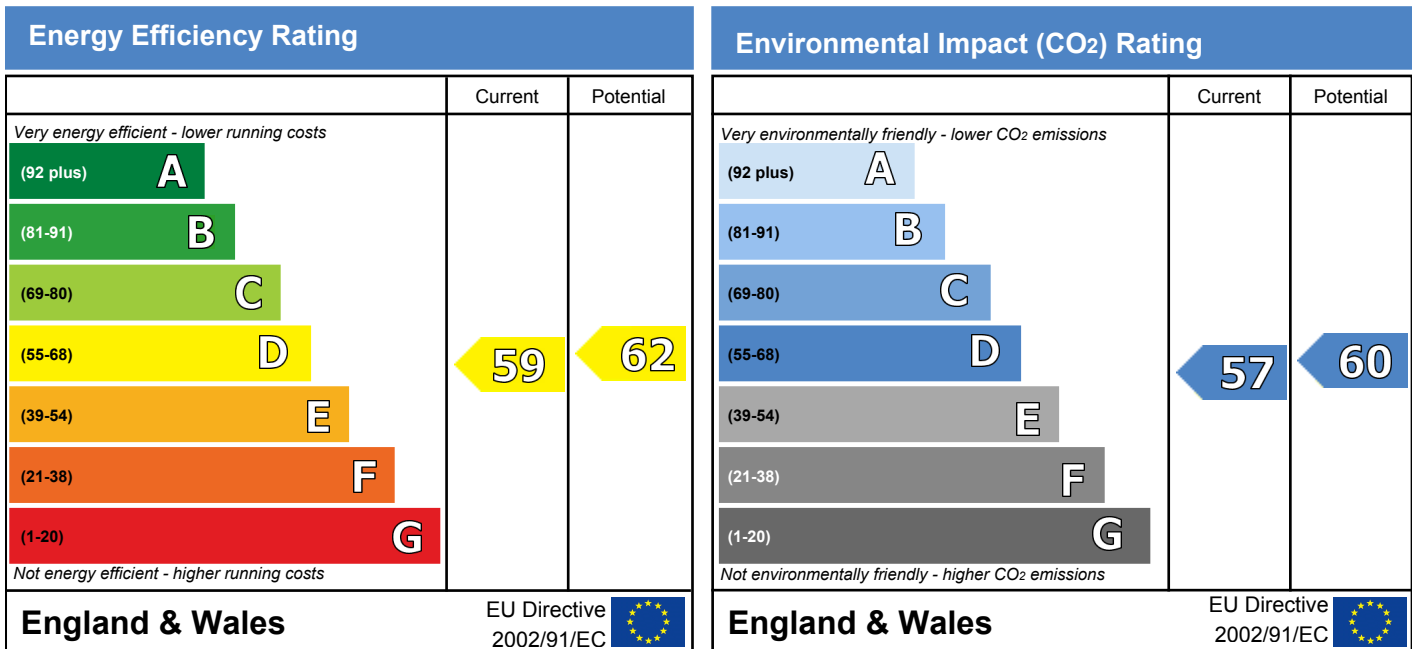 Energy Efficiency Rating
Current Potential
Very energy efficient - lower running costs
(92 plus) A
(81-91) B
(69-80) C
(55-68) D
59 62
(39-54) E
(21-38) F
(1-20) G
Not energy efficient - higher running costs
England & Wales
EU Directive
2002/91/EC
Environmental Impact (CO2) Rating
Current Potential
Very environmentally friendly - lower CO2 emissions
(92 plus) A
(81-91) B
(69-80) C
(55-68) D
57 60
(39-54) E
(21-38) F
(1-20) G
Not environmentally friendly - higher CO2 emissions
England & Wales
EU Directive
2002/91/EC